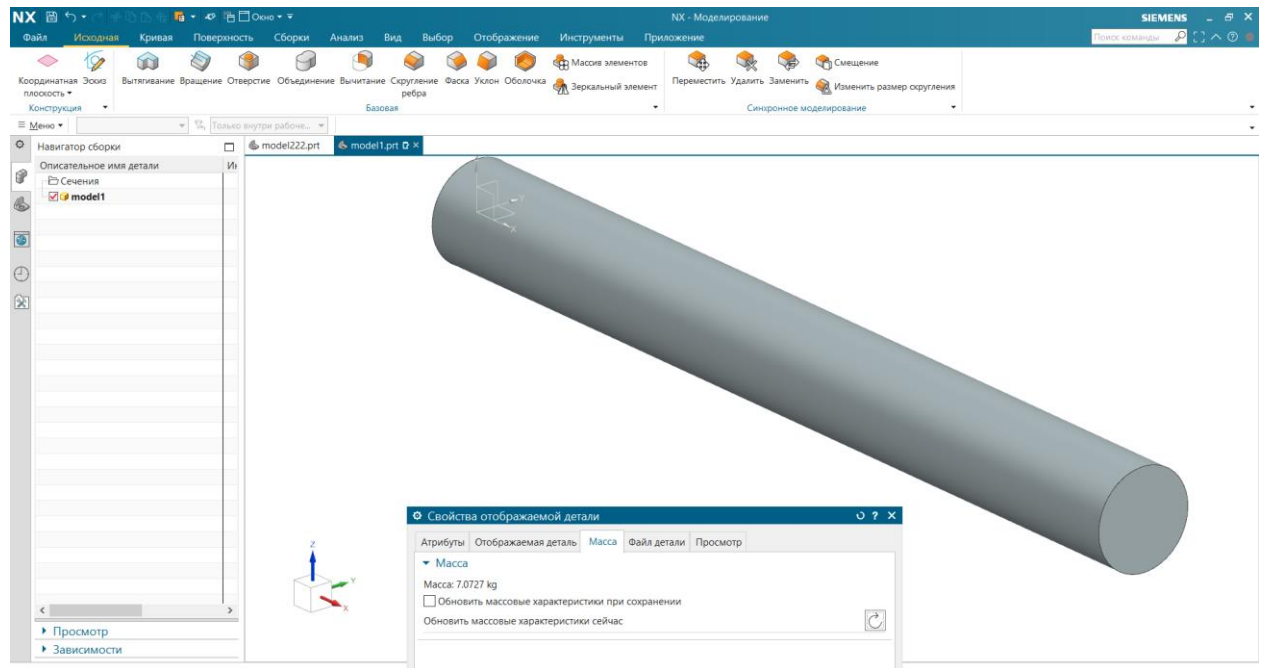 NX Окно NX - Моделирование SIEMENS
Файл Исходная Кривая Поверхность Сборки Анализ Вид Выбор Отображение Инструменты Приложение Поиск команды
Координатная плоскость Эскиз Вытягивание Вращение Отверстие Объединение Вычитание Скругление ребра Фаска Уклон Оболочка Массив элементов Зеркальный элемент Переместить Удалить Заменить Смещение Изменить размер скругления
Конструкция Базовая Синхронное моделирование
Меню Только внутри рабоче...
Навигатор сборки model222.prt model1.prt
Описательное имя детали Ин
Сечения
model1
Y
X
Z
Y
X
Свойства отображаемой детали
Атрибуты Отображаемая деталь Масса Файл детали Просмотр
Масса
Масса: 7.0727 kg
Обновить массовые характеристики при сохранении
Обновить массовые характеристики сейчас
Просмотр
Зависимости